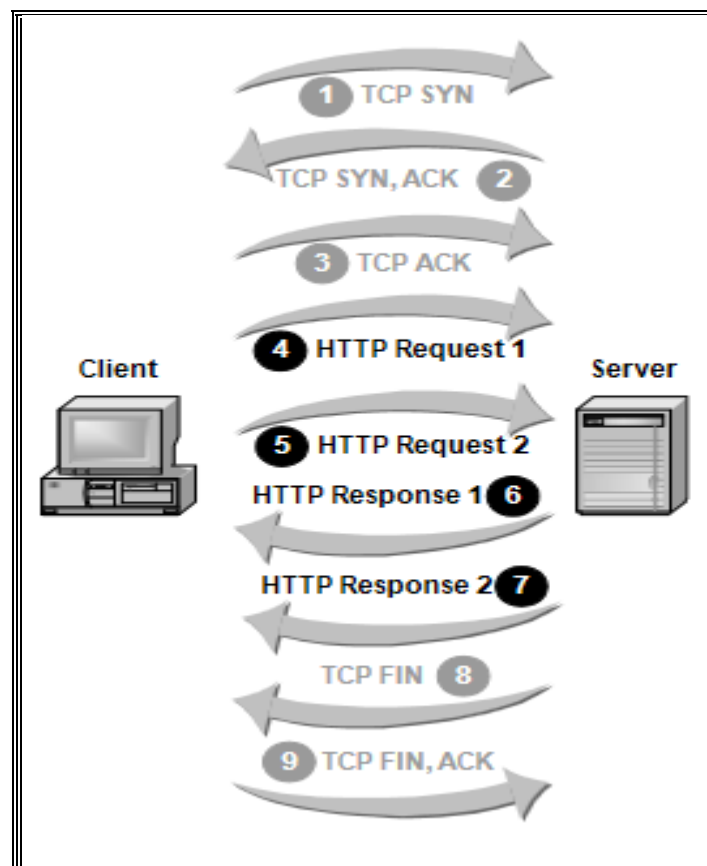 1 TCP SYN
TCP SYN, ACK 2
3 TCP ACK
4 HTTP Request 1
Client
Server
5 HTTP Request 2
HTTP Response 1 6
HTTP Response 2 7
TCP FIN 8
9 TCP FIN, ACK